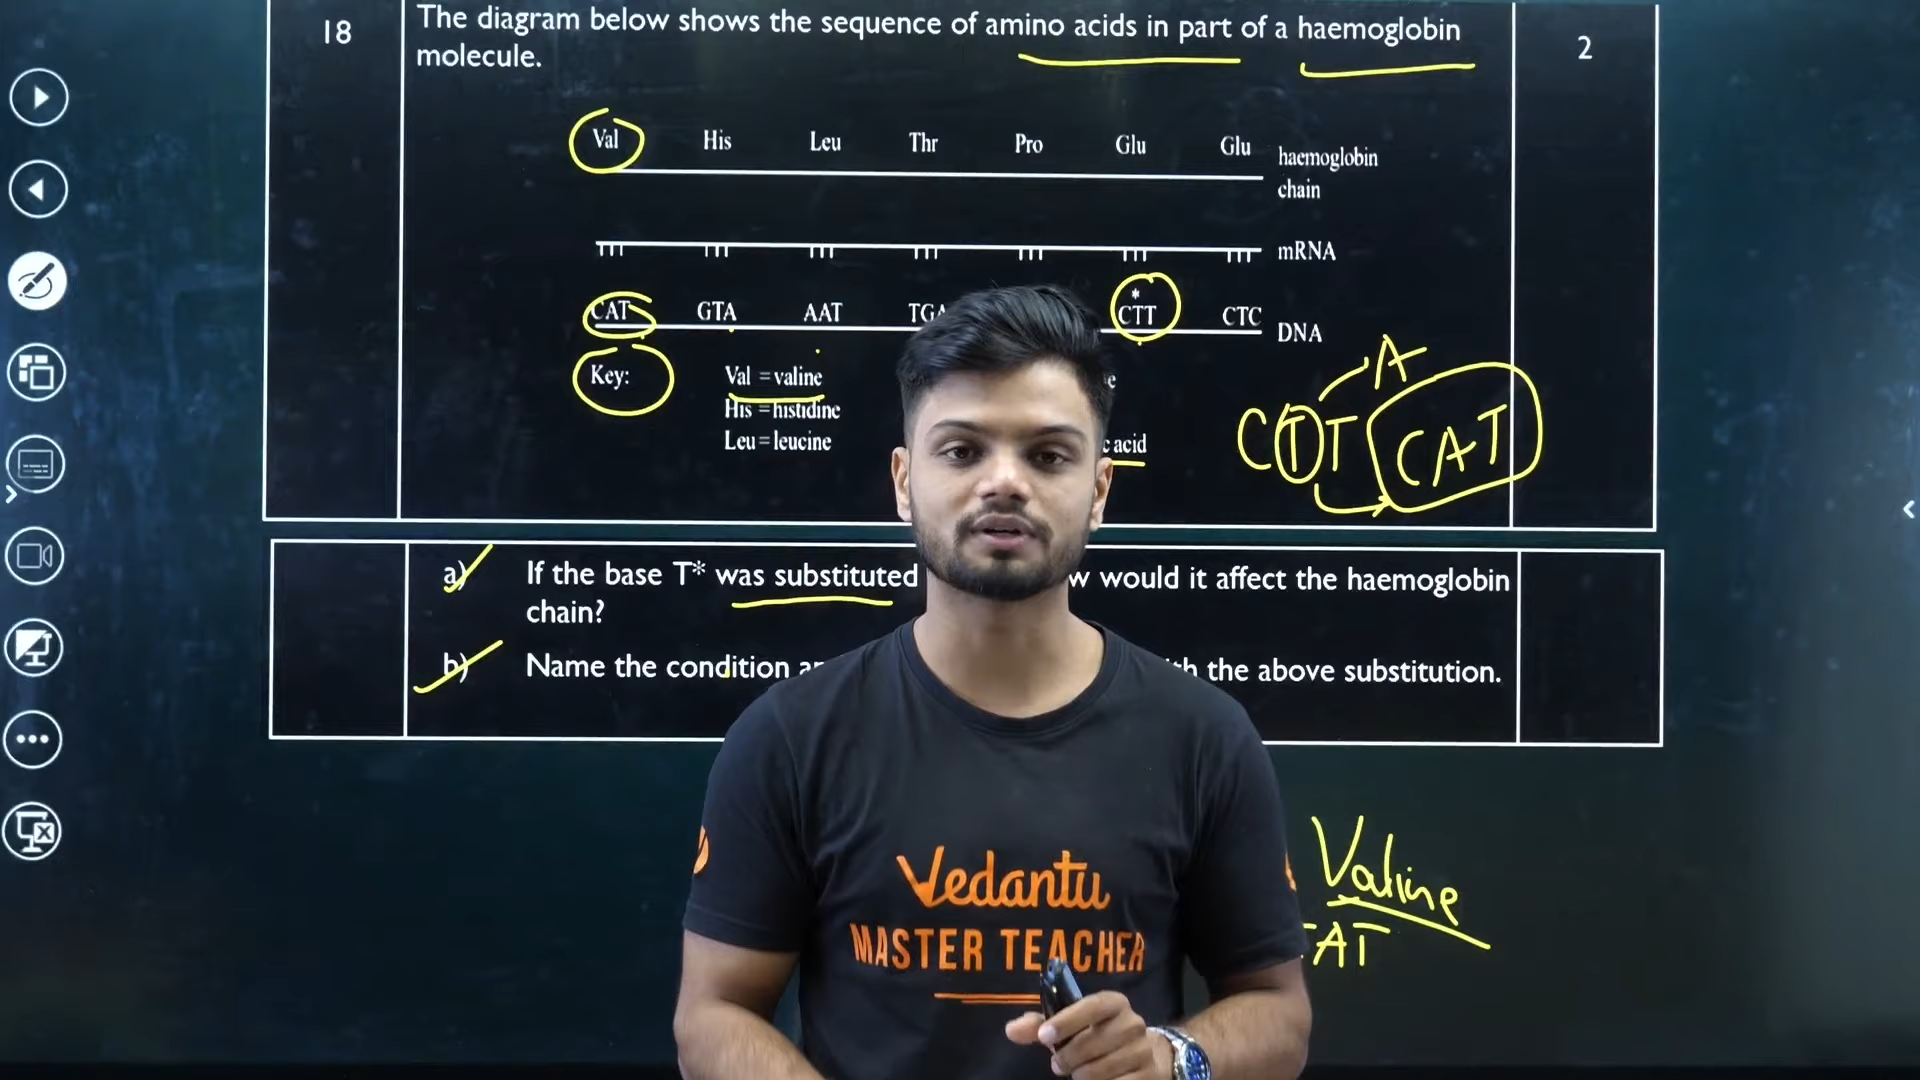 18
The diagram below shows the sequence of amino acids in part of a haemoglobin
molecule.
2
Val His Leu Thr Pro Glu Glu
haemoglobin
chain
mRNA
*
CAT GTA AAT TGA CTT CTC
DNA
Key:
Val = valine
His = histidine
Leu = leucine
acid
A
CTT CAT
a) If the base T* was substituted would it affect the haemoglobin
chain?
b) Name the condition the above substitution.
Valine
AT
Vedantu
MASTER TEACHER